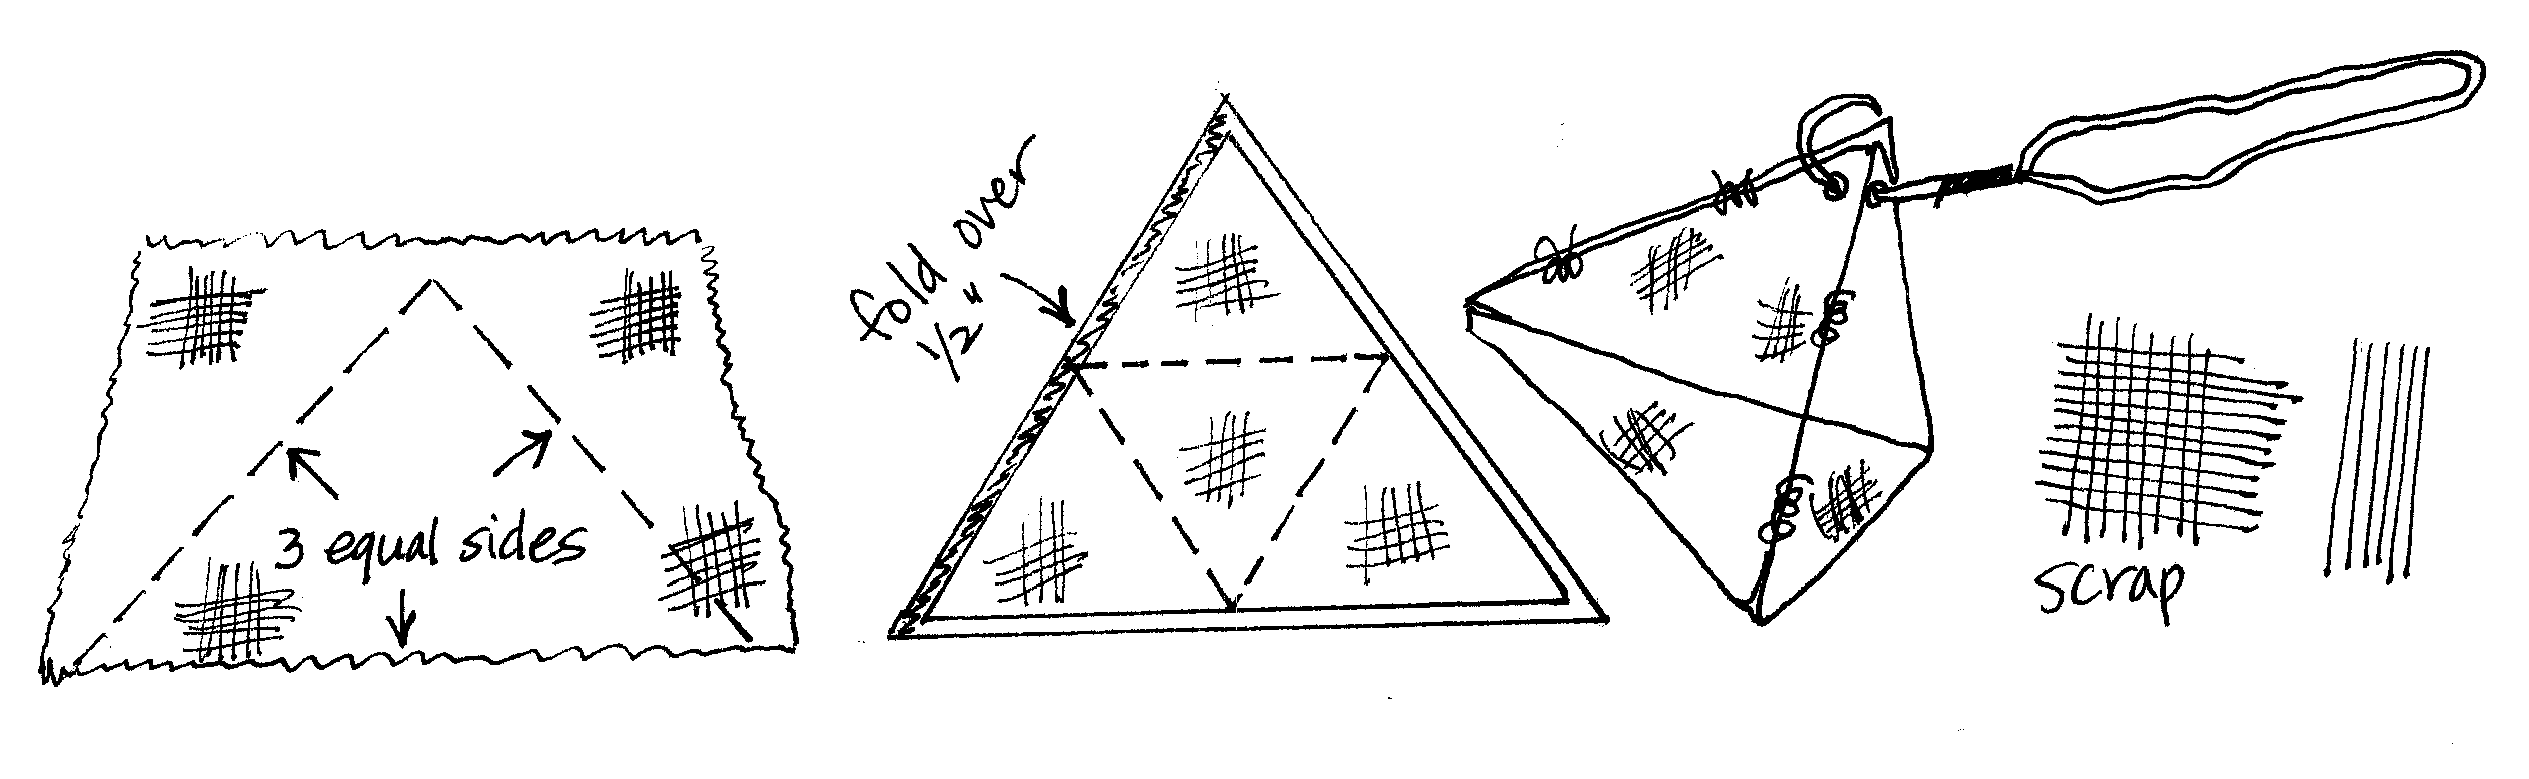 3 equal sides
fold over
1/2"
scrap